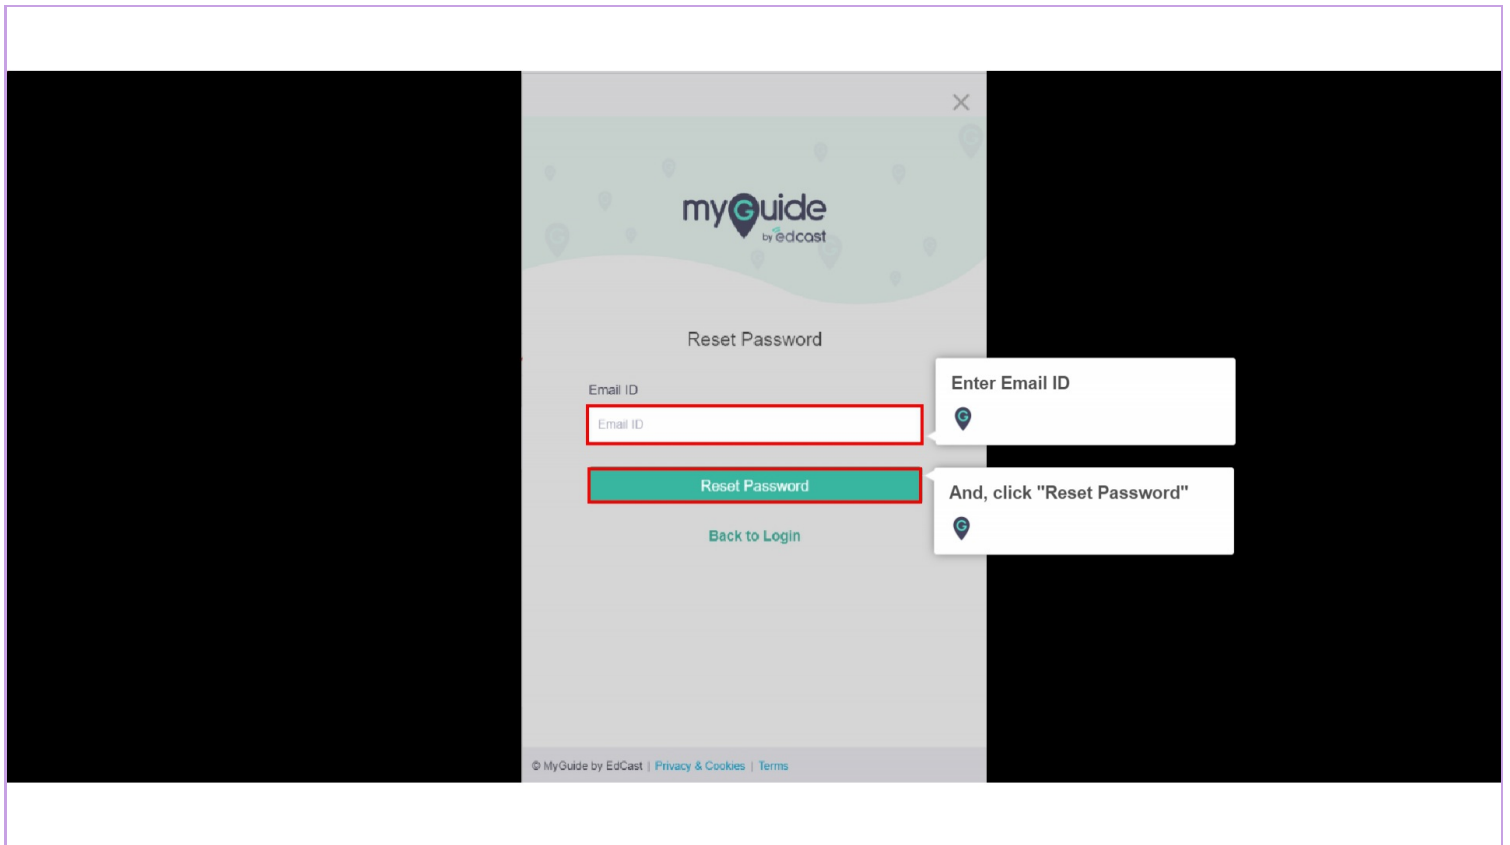 myGuide
by edcast
Reset Password
Email ID
Email ID
Enter Email ID
Reset Password
And, click "Reset Password"
Back to Login
© MyGuide by EdCast | Privacy & Cookies | Terms